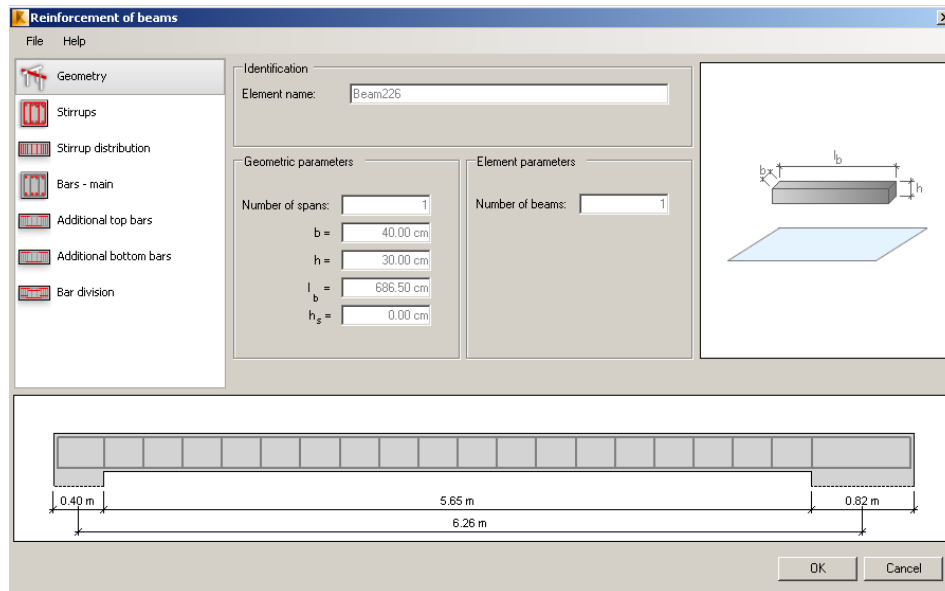 Reinforcement of beams
File Help
Geometry
Stirrups
Stirrup distribution
Bars - main
Additional top bars
Additional bottom bars
Bar division
Identification
Element name: Beam226
Geometric parameters
Number of spans: 1
b = 40.00 cm
h = 30.00 cm
l b = 686.50 cm
h s = 0.00 cm
Element parameters
Number of beams: 1
b
l b
h
0.40 m 5.65 m 0.82 m
6.26 m
OK Cancel